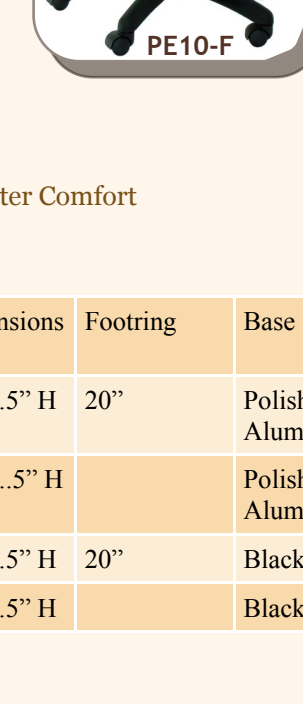 PE10-F
ter Comfort
nsions Footring Base
.5” H 20” Polish
Alum
..5” H Polish
Alum
.5” H 20” Black
.5” H Black